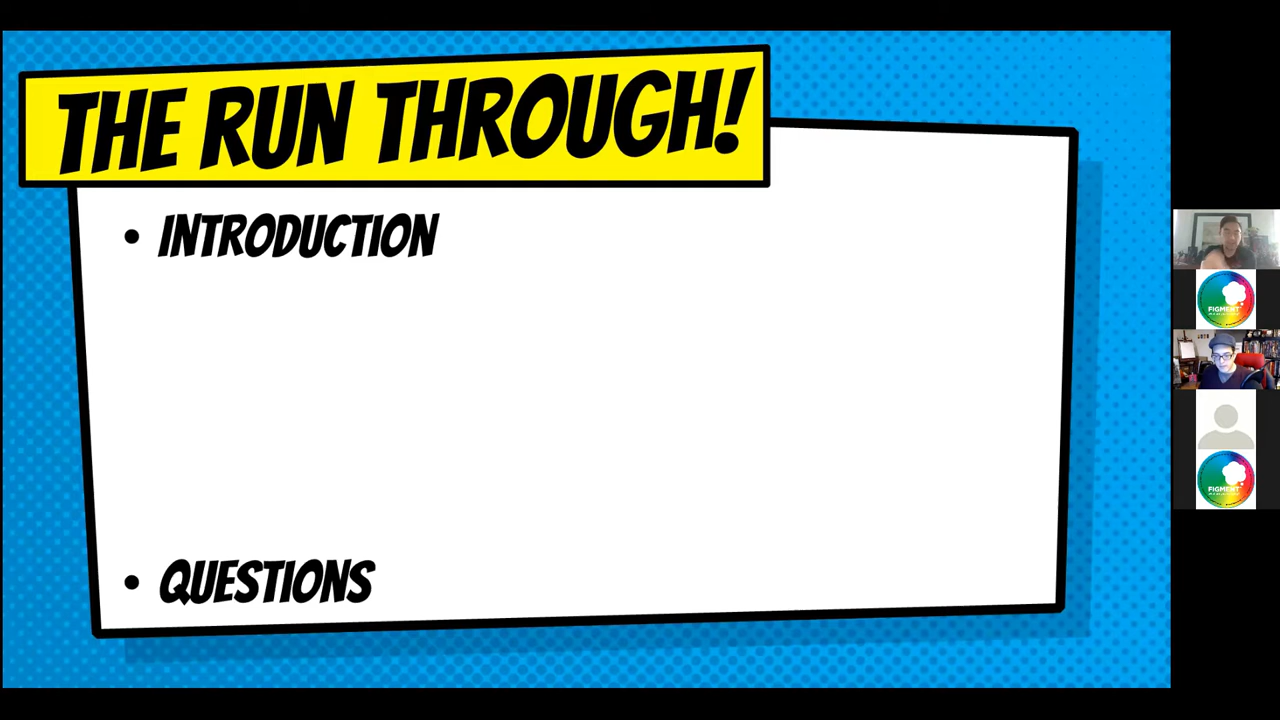 THE RUN THROUGH!
• INTRODUCTION
• QUESTIONS
FIGMENT
FIGMENT